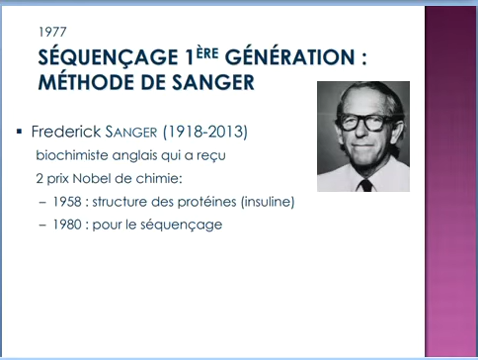 1977
SÉQUENÇAGE 1ÈRE GÉNÉRATION :
MÉTHODE DE SANGER
▪ Frederick SANGER (1918-2013)
biochimiste anglais qui a reçu
2 prix Nobel de chimie:
– 1958 : structure des protéines (insuline)
– 1980 : pour le séquençage